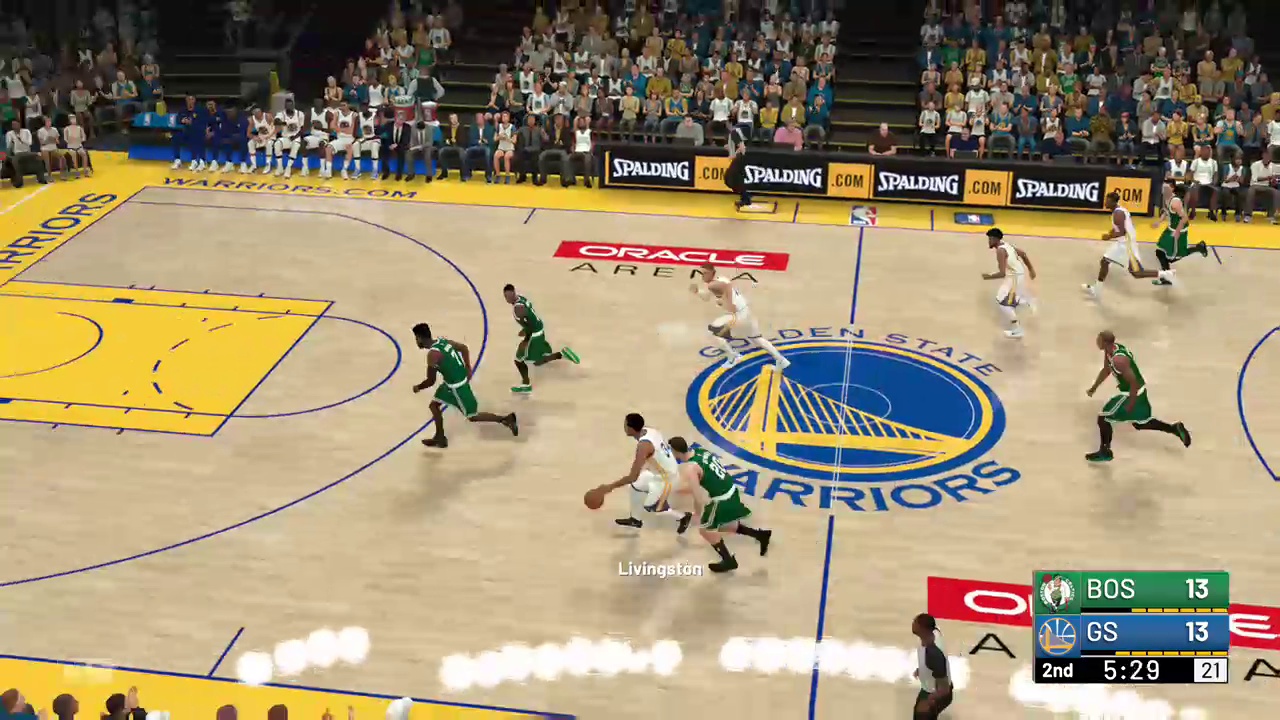 WARRIORS.COM
RRIORS
SPALDING .COM SPALDING .COM SPALDING .COM SPALDING .COM
ORACLE
ARENA
GOLDEN STATE
WARRIORS
Livingston
BOS 13
GS 13
2nd 5:29 21